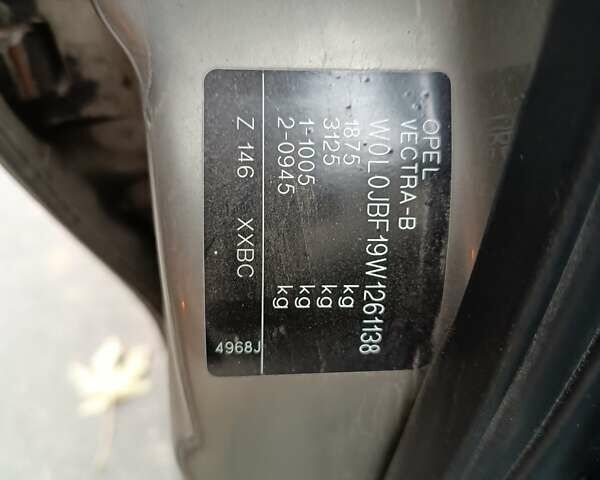 OPEL
VECTRA-B
W0L0JBF19W1261138
1875 kg
3125 kg
1-1005 kg
2-0945 kg
Z 146 XXBC
4968J